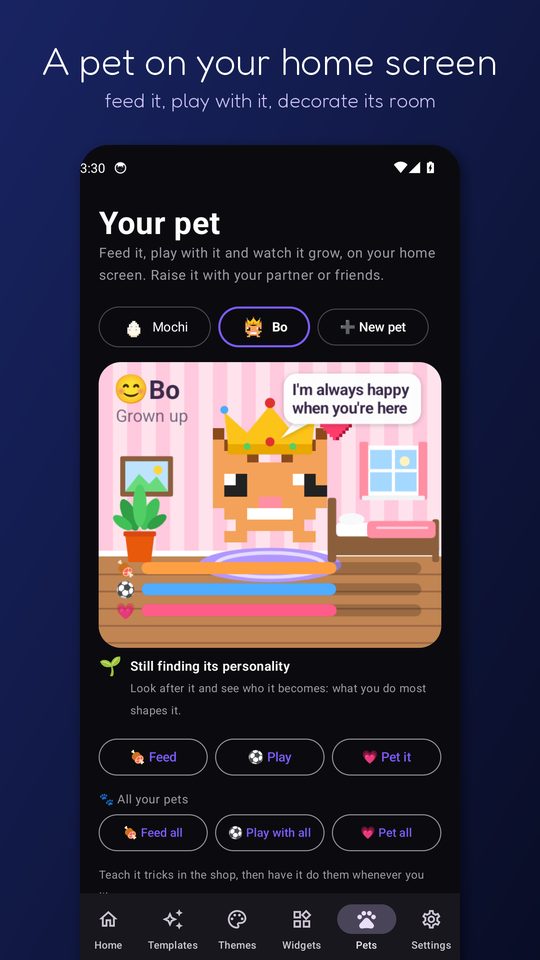 A pet on your home screen
feed it, play with it, decorate its room
3:30
Your pet
Feed it, play with it and watch it grow, on your home
screen. Raise it with your partner or friends.
Mochi
Bo
➕ New pet
😊 Bo
Grown up
I'm always happy
when you're here
Still finding its personality
Look after it and see who it becomes: what you do most
shapes it.
🍖 Feed
⚽ Play
💗 Pet it
🐾 All your pets
🍖 Feed all
⚽ Play with all
💗 Pet all
Teach it tricks in the shop, then have it do them whenever you
Home
Templates
Themes
Widgets
Pets
Settings